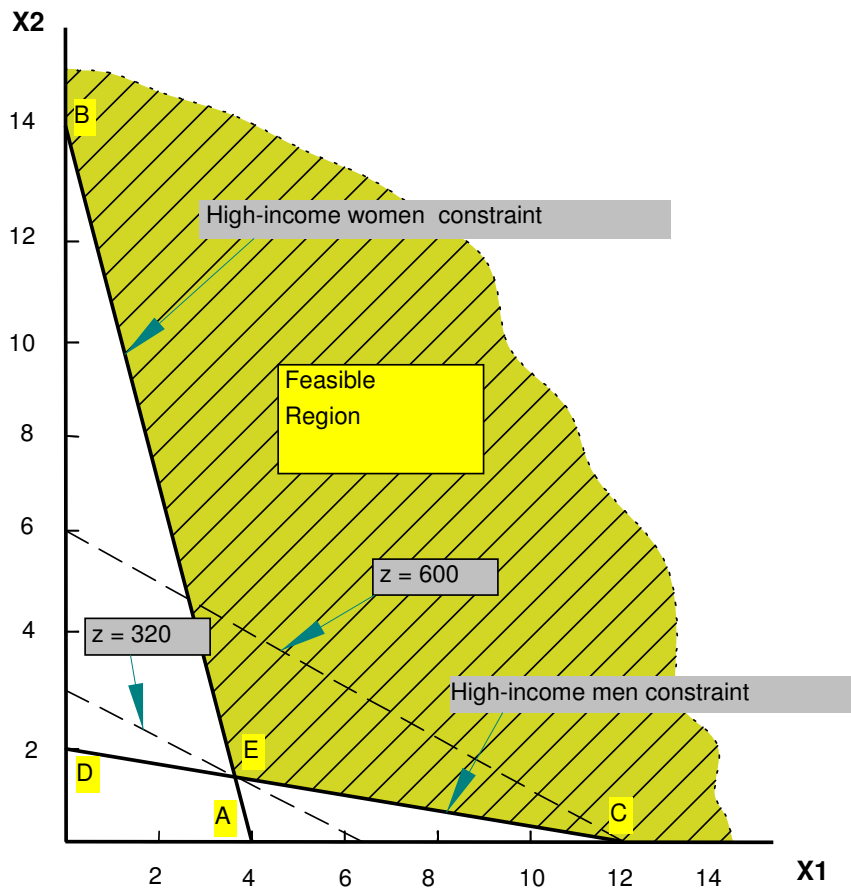 X2
14
B
High-income women constraint
12
10
Feasible
Region
8
6
z = 600
4
z = 320
High-income men constraint
2
E
D
A
C
2
4
6
8
10
12
14
X1